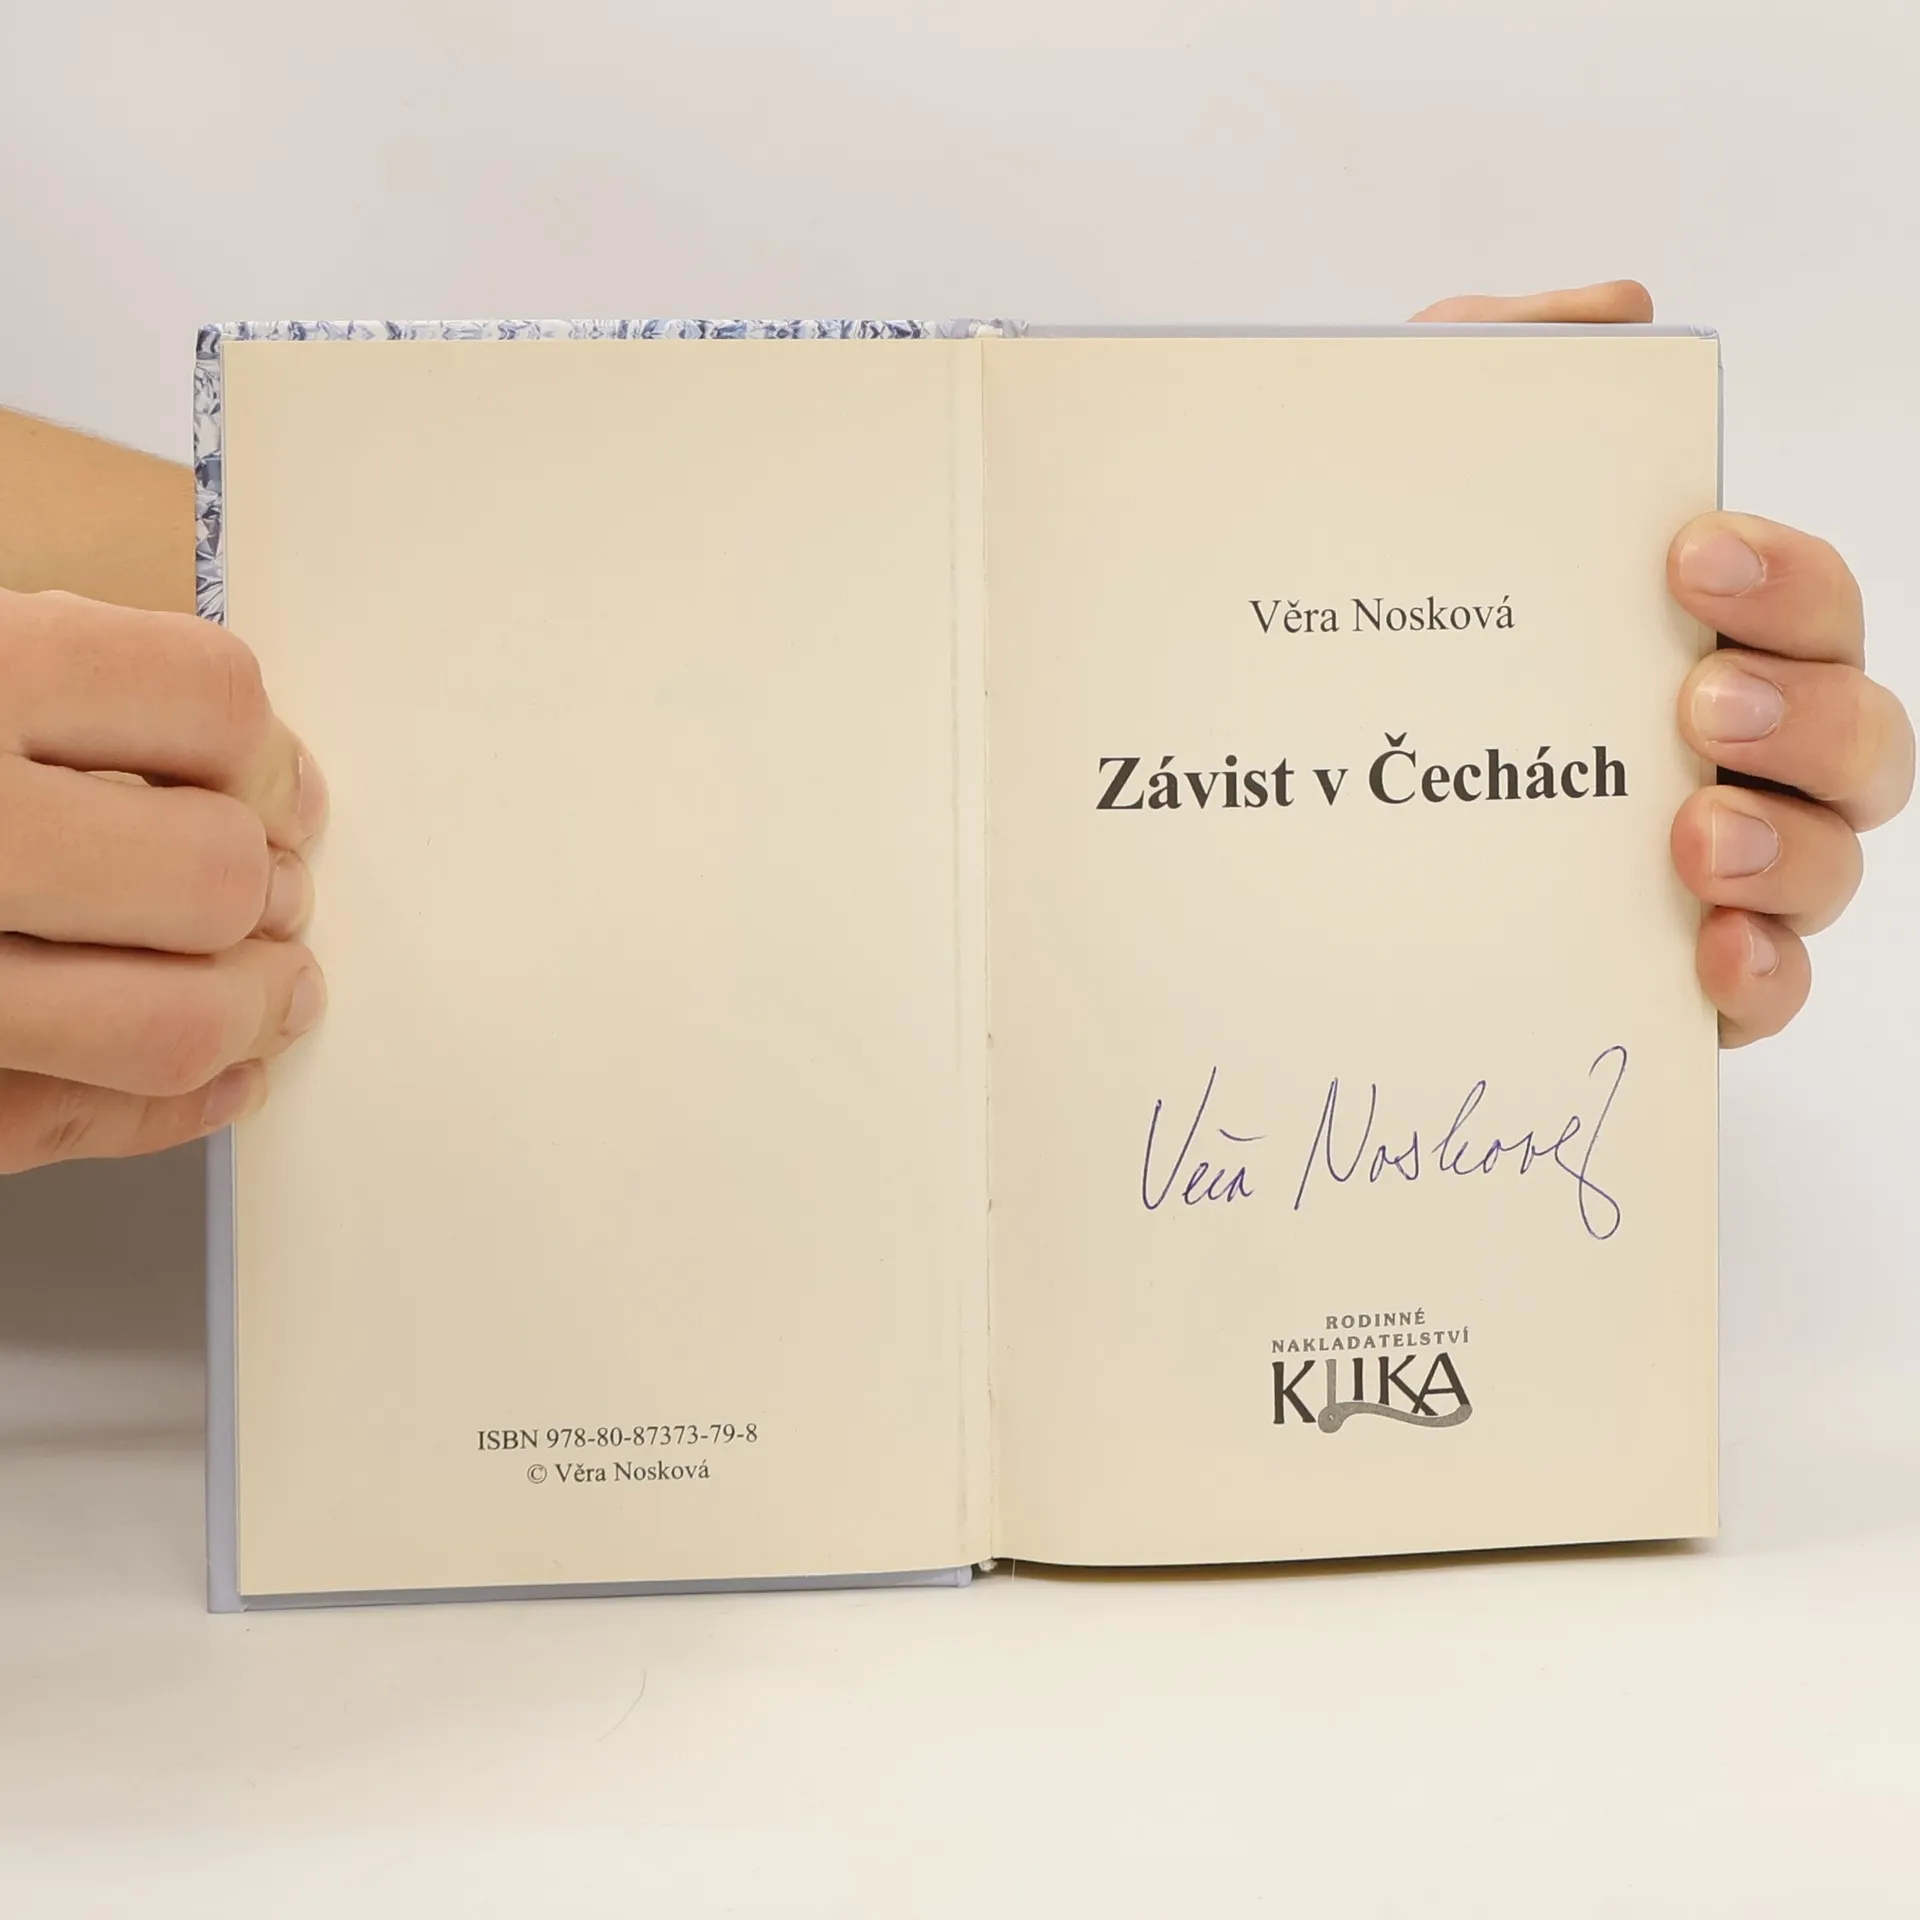 ISBN 978-80-87373-79-8
© Věra Nosková
Věra Nosková
Závist v Čechách
Věra Nosková
RODINNÉ
NAKLADATELSTVÍ
KLIKA